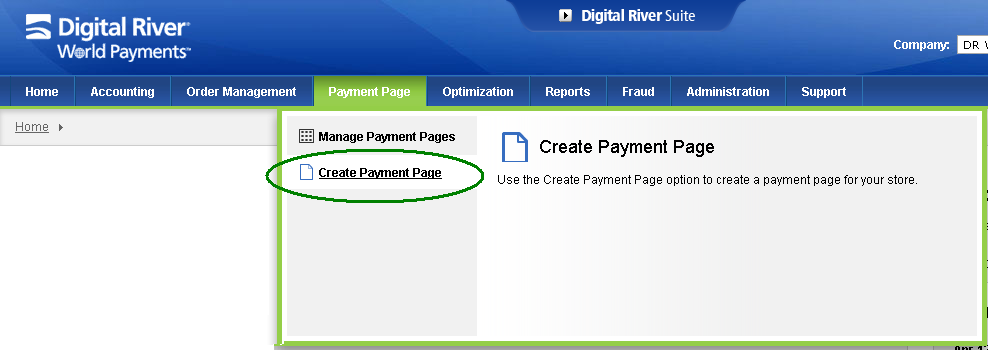 Digital River Suite
Digital River®
World Payments™
Company: DR
Home Accounting Order Management Payment Page Optimization Reports Fraud Administration Support
Home
Manage Payment Pages
Create Payment Page
Create Payment Page
Use the Create Payment Page option to create a payment page for your store.